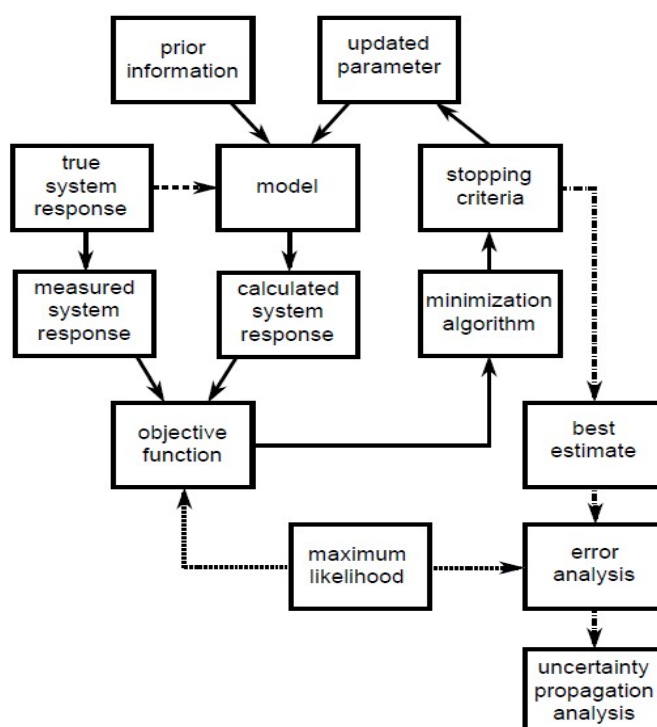 prior
information
updated
parameter
true
system
response
model
stopping
criteria
measured
system
response
calculated
system
response
minimization
algorithm
objective
function
best
estimate
maximum
likelihood
error
analysis
uncertainty
propagation
analysis